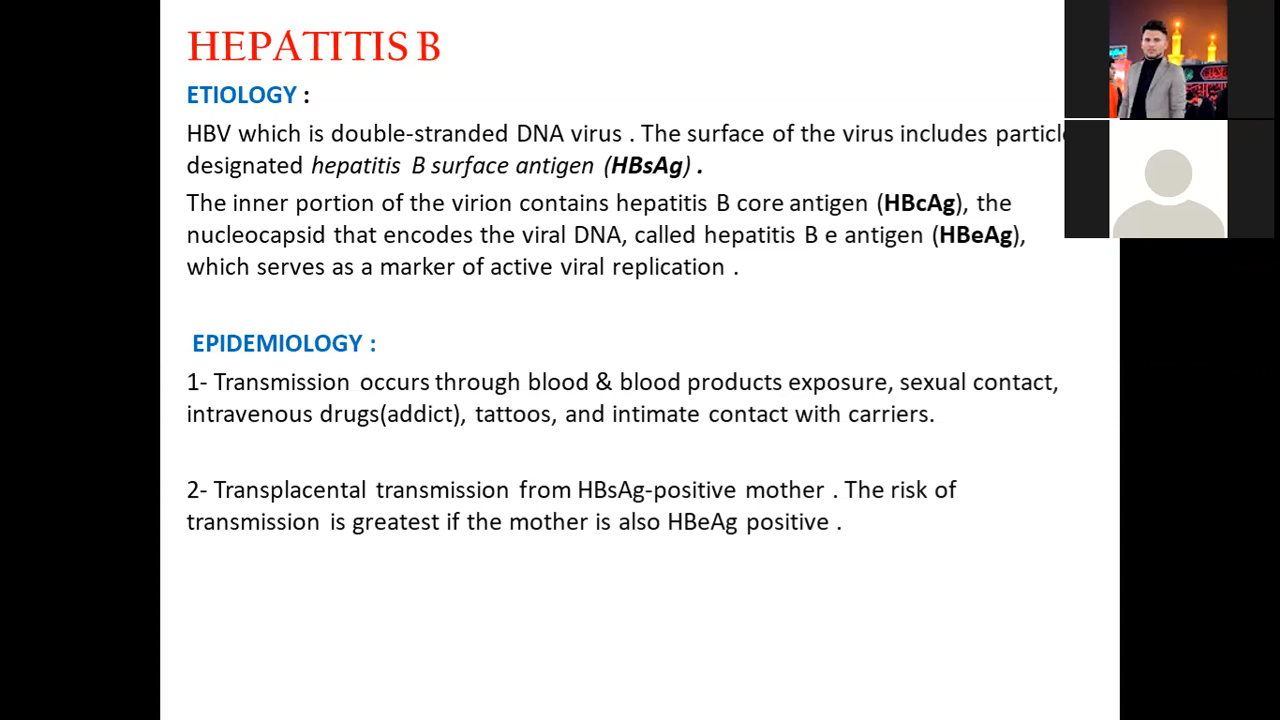 HEPATITIS B
ETIOLOGY :
HBV which is double-stranded DNA virus . The surface of the virus includes particl
designated hepatitis B surface antigen (HBsAg) .
The inner portion of the virion contains hepatitis B core antigen (HBcAg), the
nucleocapsid that encodes the viral DNA, called hepatitis B e antigen (HBeAg),
which serves as a marker of active viral replication .
EPIDEMIOLOGY :
1- Transmission occurs through blood & blood products exposure, sexual contact,
intravenous drugs(addict), tattoos, and intimate contact with carriers.
2- Transplacental transmission from HBsAg-positive mother . The risk of
transmission is greatest if the mother is also HBeAg positive .